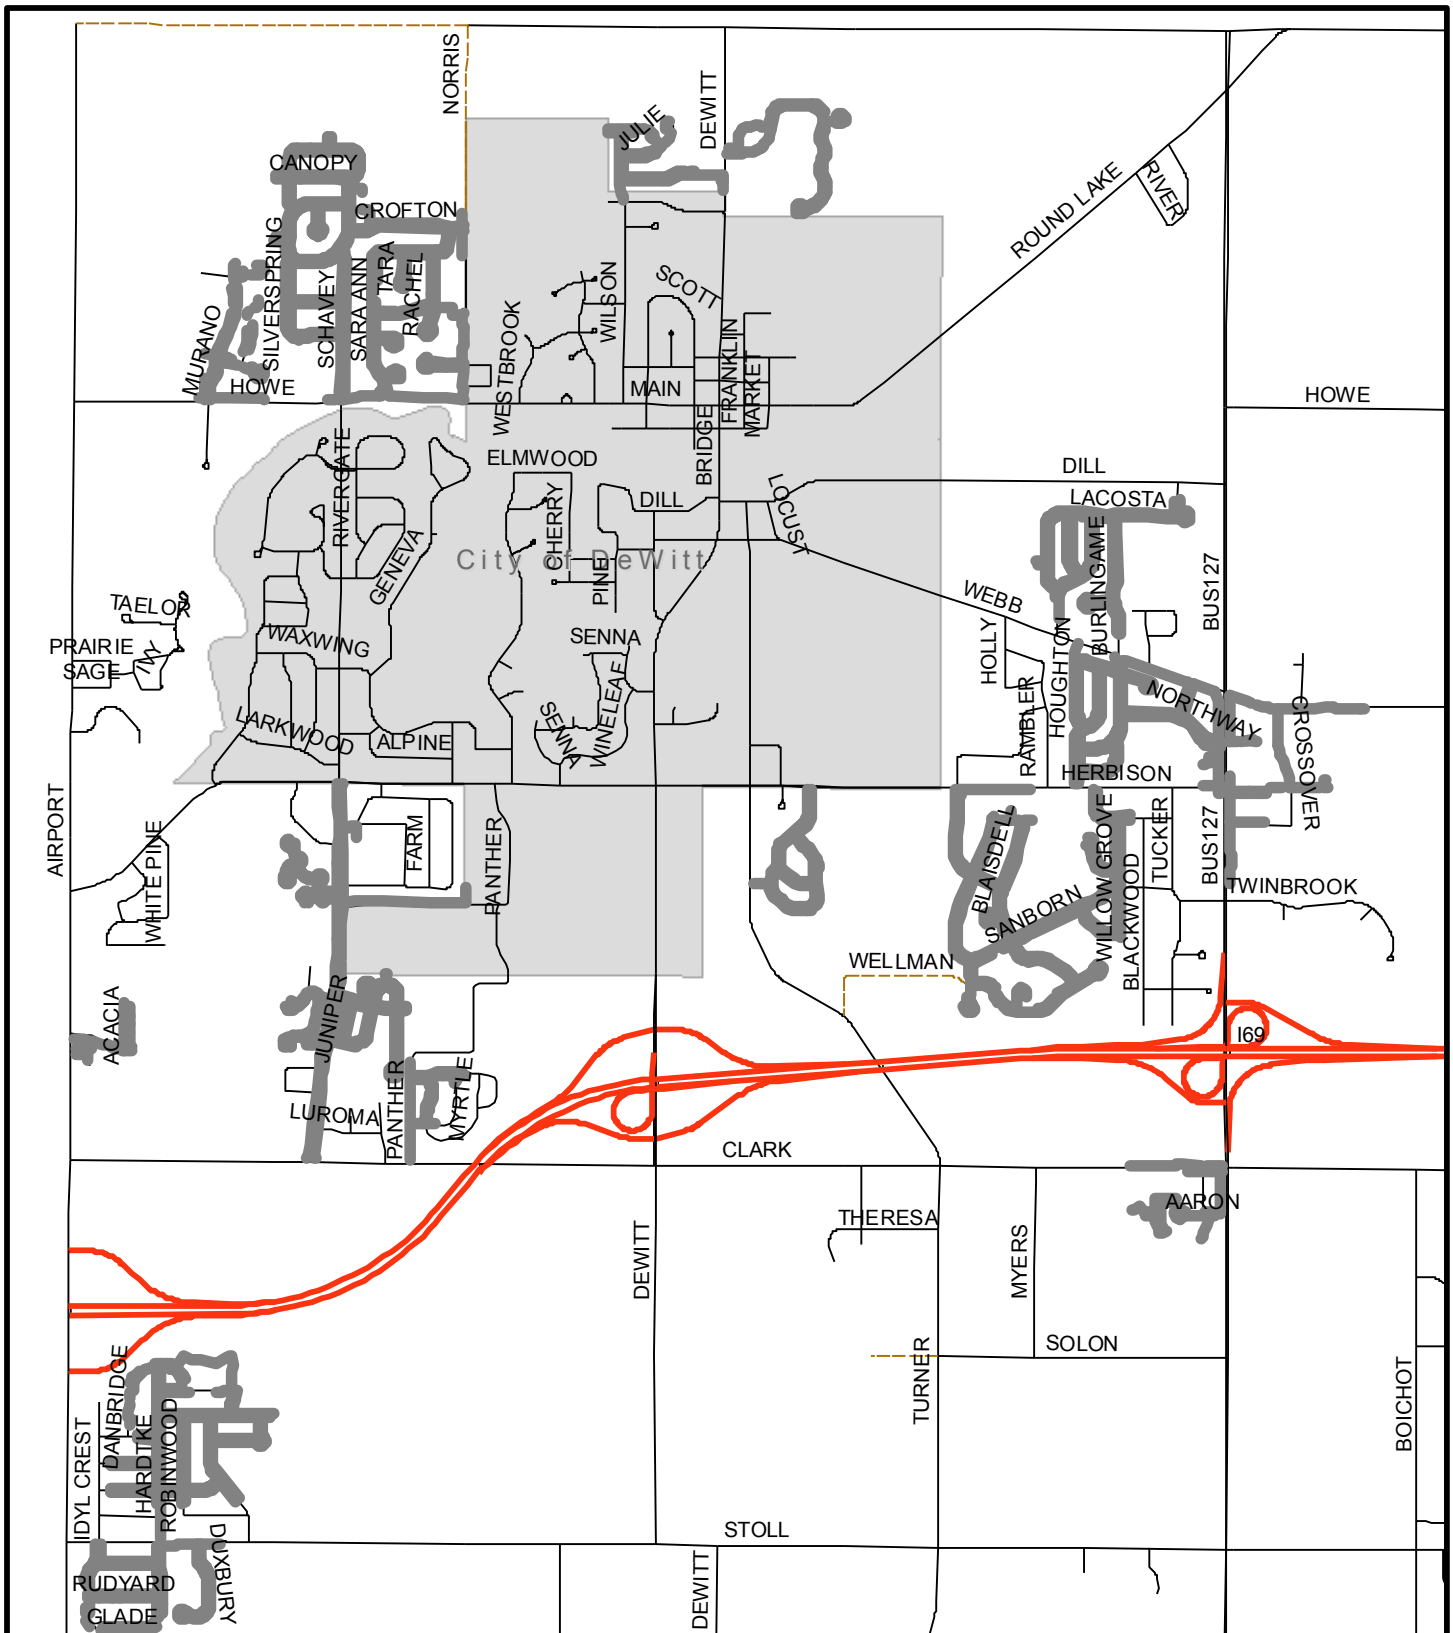 NORRIS
DEWITT
JULIE
CANOPY
CROFTON
ROUND LAKE
RIVER
SILVERSPRING
SCHAVEY
SARA ANN
TARA
RACHEL
MURANO
HOWE
WESTBROOK
WILSON
SCOTT
MAIN
FRANKLIN
MARKET
BRIDGE
HOWE
RIVERGATE
ELMWOOD
CHERRY
DILL
PINE
LOCUST
DILL
LACOSTA
BURLINGAME
BUS127
City of DeWitt
GENEVA
TAELOR
PRAIRIE
SAGE
IVY
WAXWING
SENNA
WEBB
HOLLY
HOUGHTON
RAMBLER
NORTHWAY
CROSSOVER
LARKWOOD
ALPINE
SENNA
WINELEAF
HERBISON
AIRPORT
WHITE PINE
FARM
PANTHER
BLAISDELL
SANBORN
WILLOW GROVE
BLACKWOOD
TUCKER
BUS127
TWINBROOK
WELLMAN
ACACIA
JUNIPER
I69
LUROMA
PANTHER
MYRTLE
CLARK
AARON
THERESA
DEWITT
MYERS
SOLON
TURNER
BOICHOT
DANBRIDGE
IDYL CREST
HARDTKE
ROBINWOOD
STOLL
DUXBURY
RUDYARD
GLADE
DEWITT